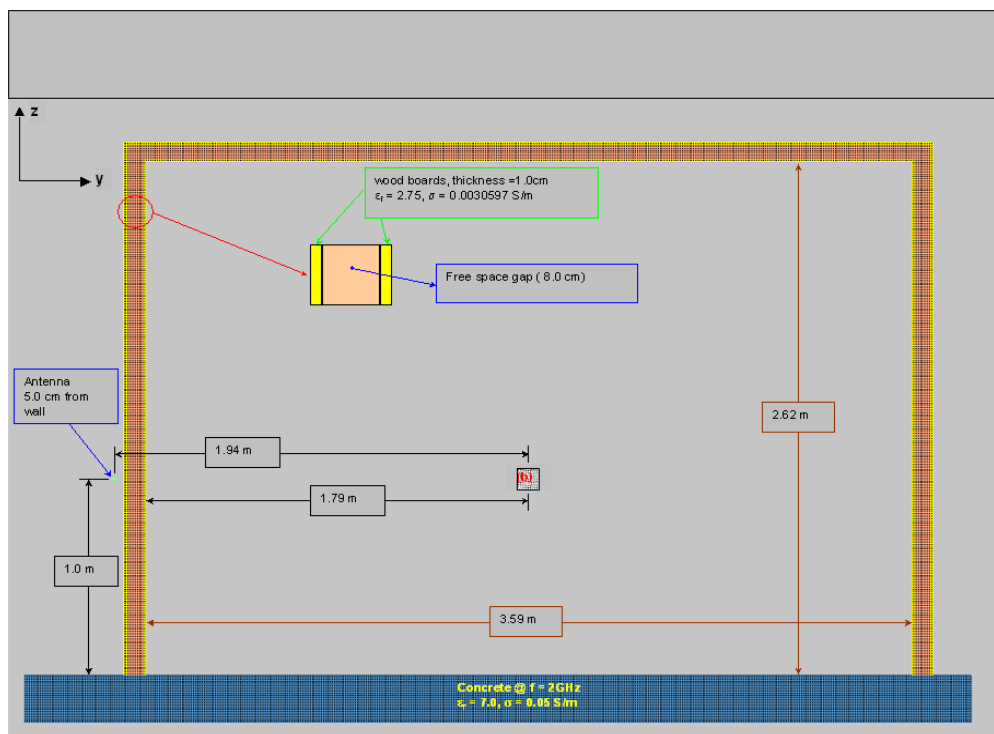 z
y
wood boards, thickness =1.0cm
εᵣ = 2.75, σ = 0.0030597 S/m
Free space gap ( 8.0 cm)
Antenna
5.0 cm from
wall
1.94 m
2.62 m
(b)
1.79 m
1.0 m
3.59 m
Concrete @ f = 2GHz
εᵣ = 7.0, σ = 0.05 S/m